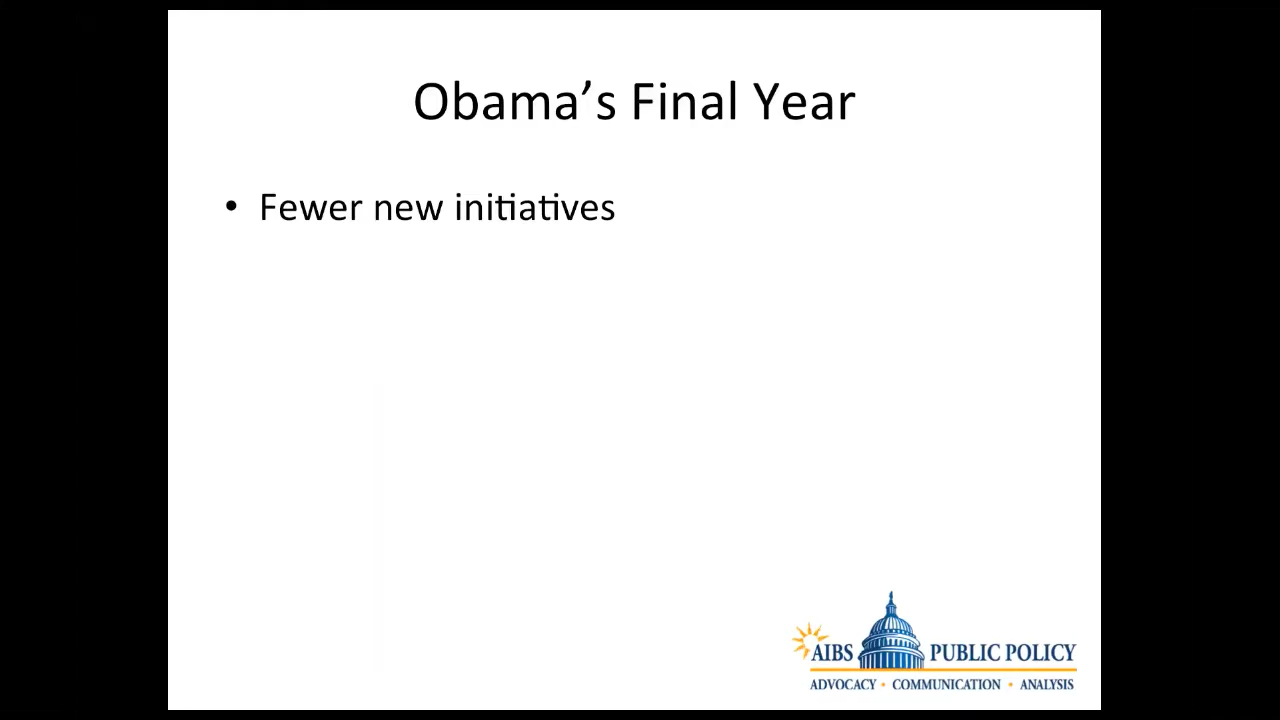 Obama’s Final Year
• Fewer new initiatives
AIBS PUBLIC POLICY
ADVOCACY • COMMUNICATION • ANALYSIS